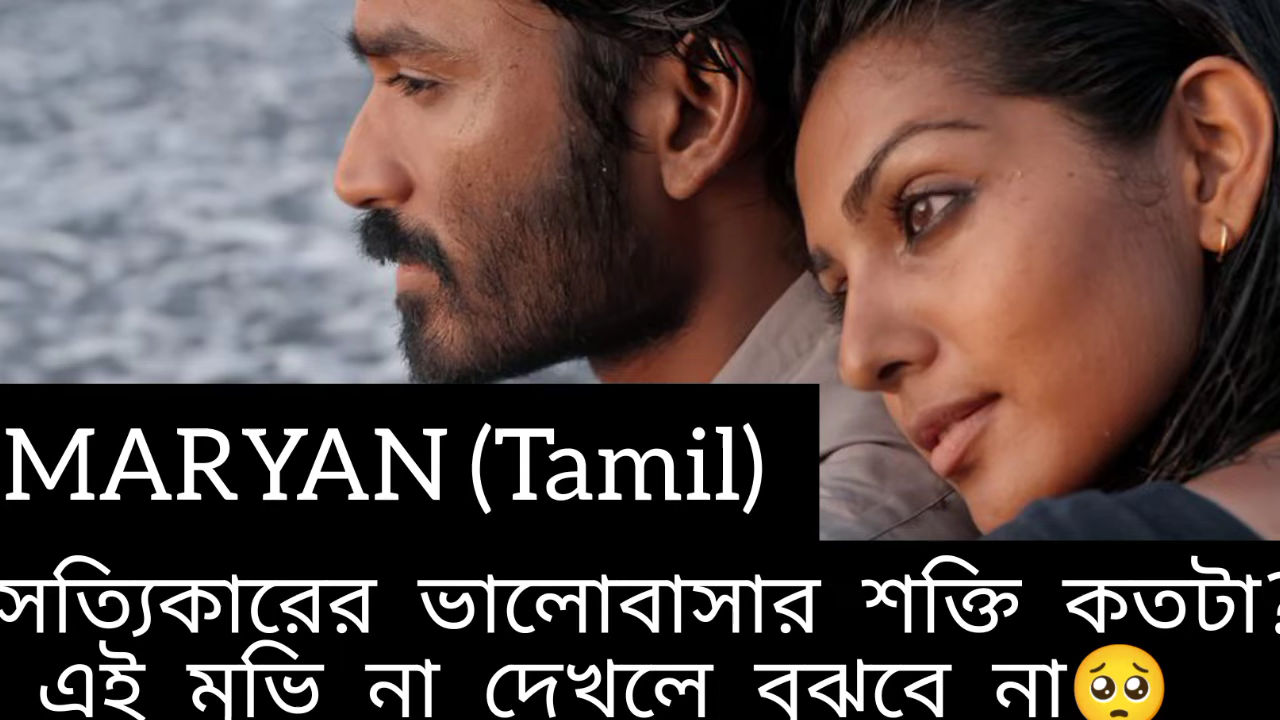 MARYAN (Tamil)
সত্যিকারের ভালোবাসার শক্তি কতটা?
এই মুভি না দেখলে বুঝবে না🥺